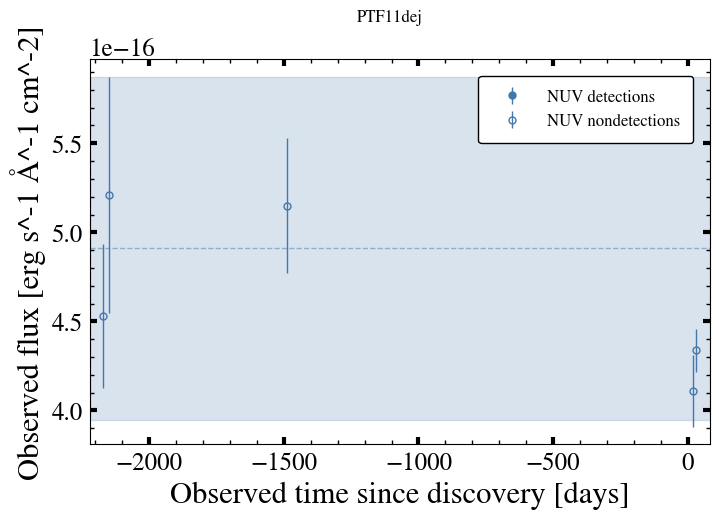 PTF11dej
1e−16
NUV detections
NUV nondetections
5.5
5.0
4.5
4.0
Observed flux [erg s^-1 Å^-1 cm^-2]
−2000 −1500 −1000 −500 0
Observed time since discovery [days]